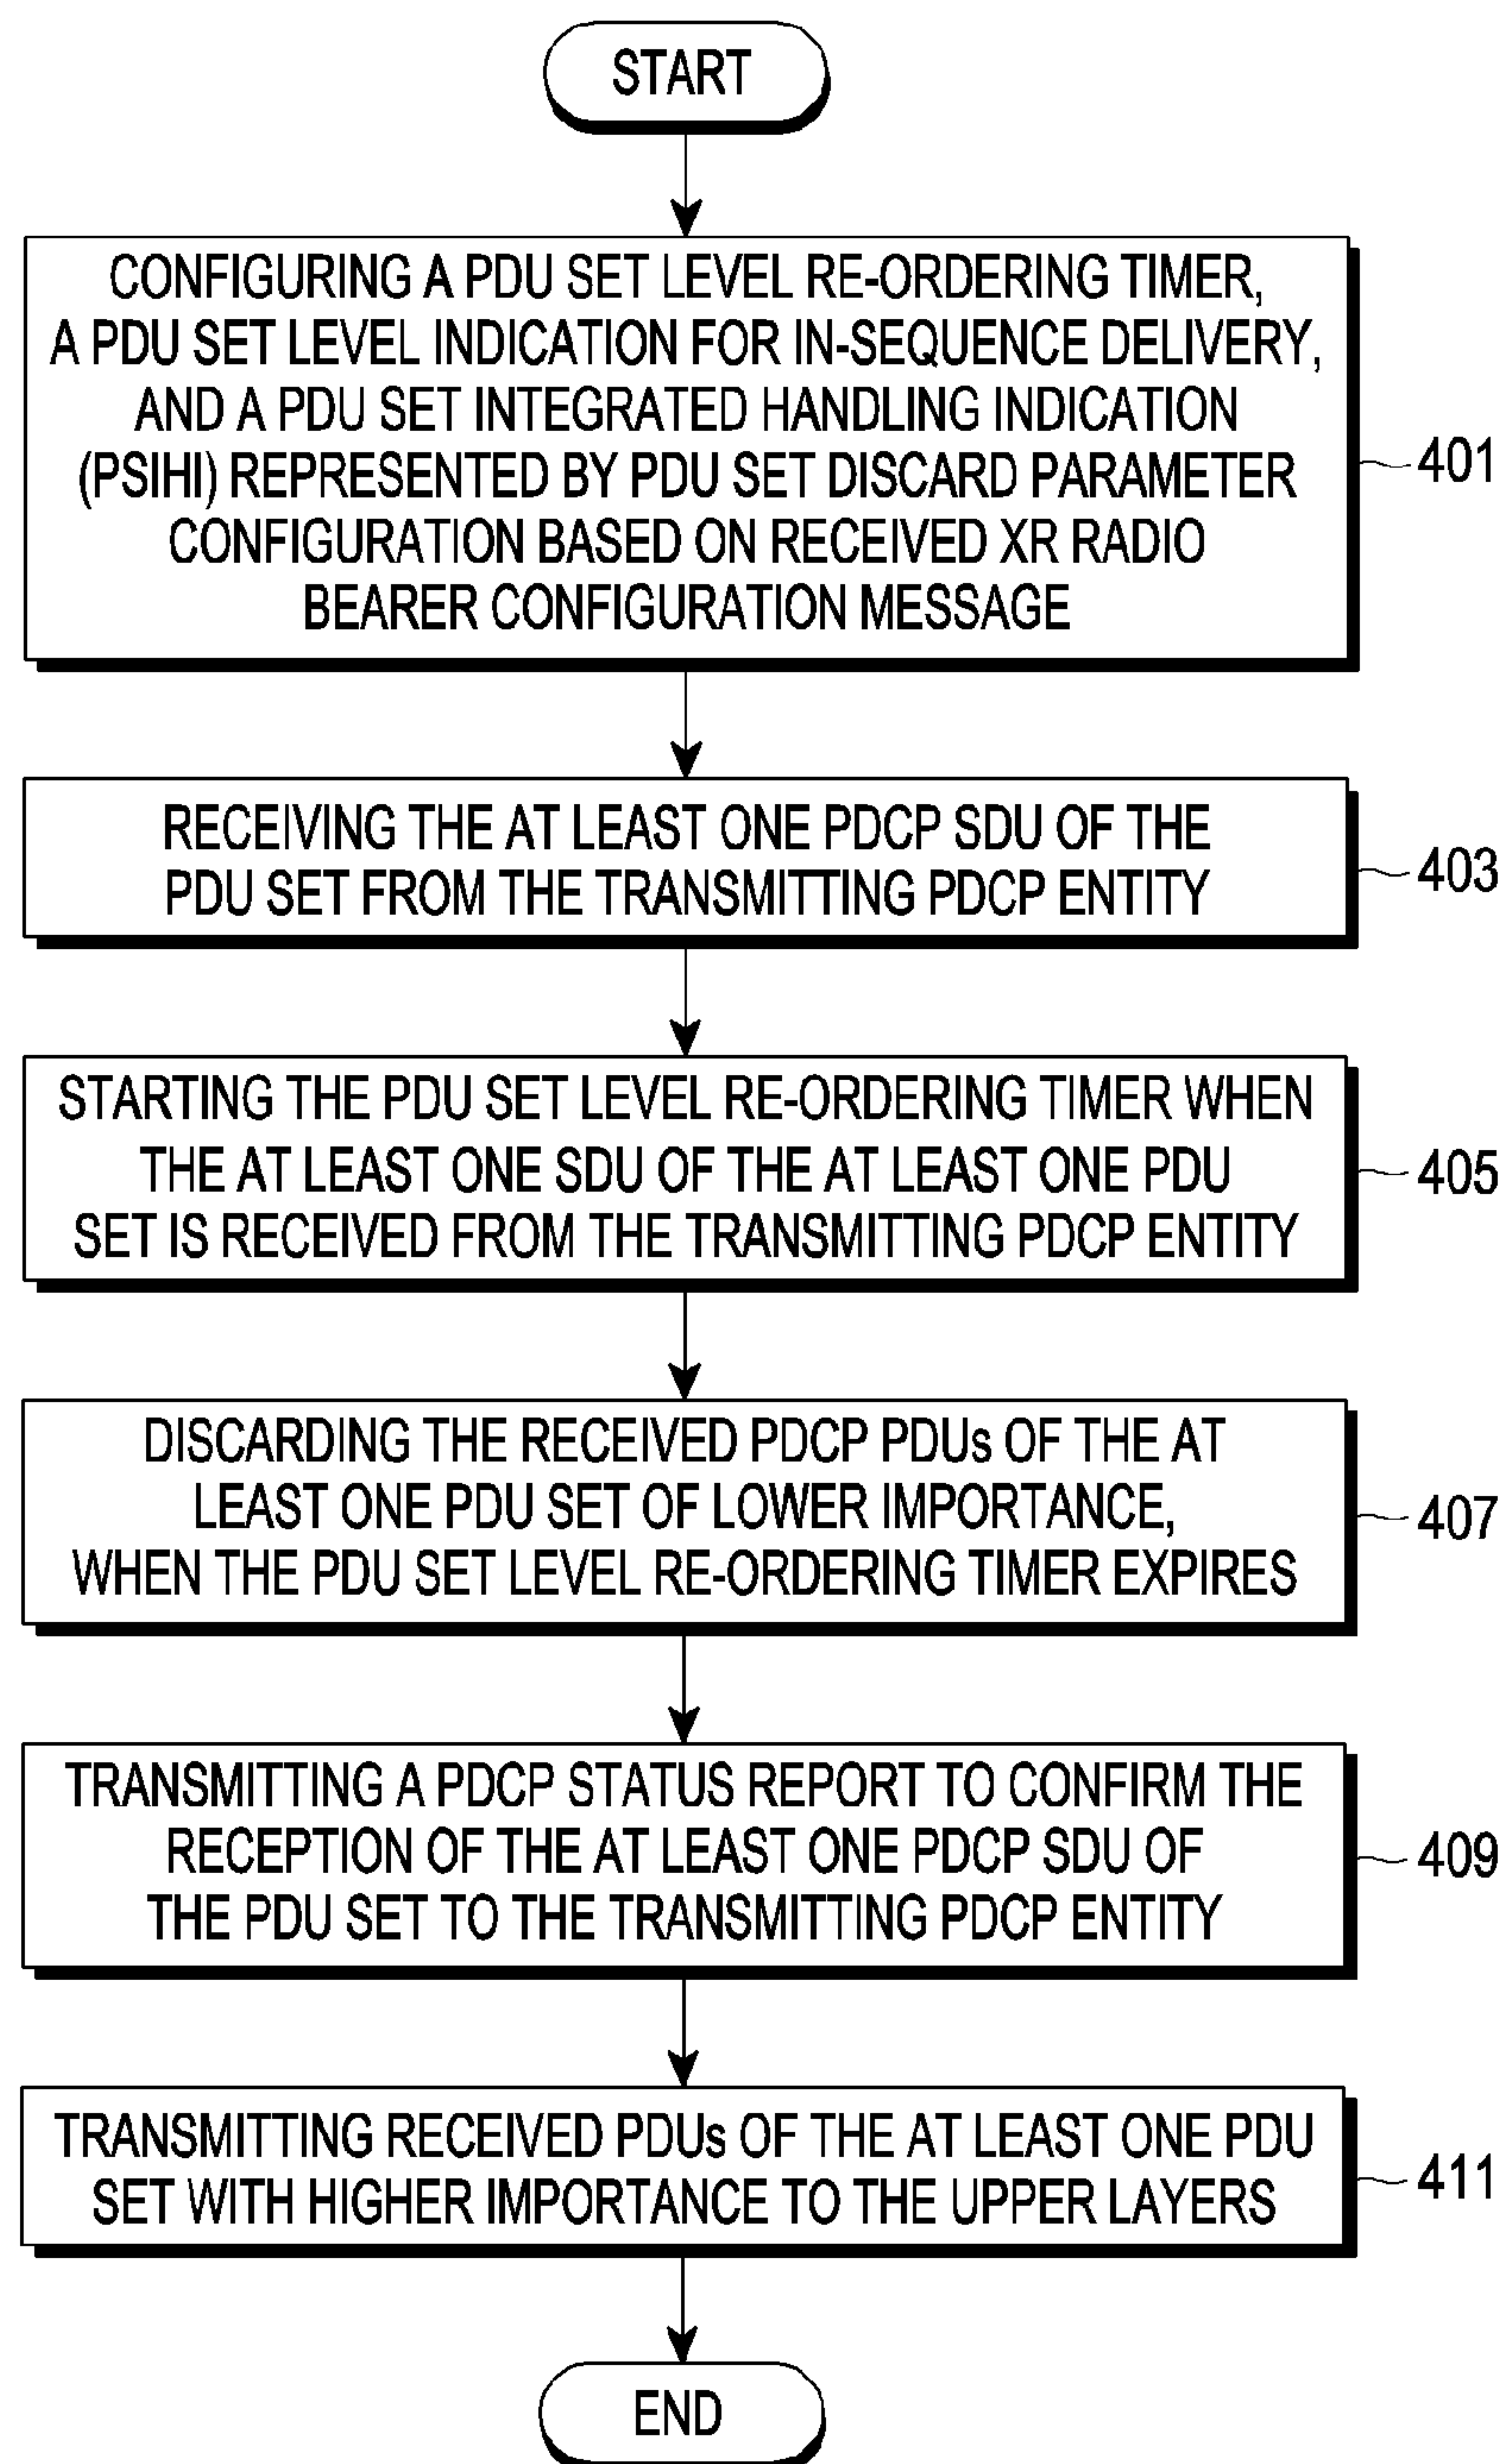 START
CONFIGURING A PDU SET LEVEL RE-ORDERING TIMER,
A PDU SET LEVEL INDICATION FOR IN-SEQUENCE DELIVERY,
AND A PDU SET INTEGRATED HANDLING INDICATION
(PSIHI) REPRESENTED BY PDU SET DISCARD PARAMETER
CONFIGURATION BASED ON RECEIVED XR RADIO
BEARER CONFIGURATION MESSAGE
401
RECEIVING THE AT LEAST ONE PDCP SDU OF THE
PDU SET FROM THE TRANSMITTING PDCP ENTITY
403
STARTING THE PDU SET LEVEL RE-ORDERING TIMER WHEN
THE AT LEAST ONE SDU OF THE AT LEAST ONE PDU
SET IS RECEIVED FROM THE TRANSMITTING PDCP ENTITY
405
DISCARDING THE RECEIVED PDCP PDUs OF THE AT
LEAST ONE PDU SET OF LOWER IMPORTANCE,
WHEN THE PDU SET LEVEL RE-ORDERING TIMER EXPIRES
407
TRANSMITTING A PDCP STATUS REPORT TO CONFIRM THE
RECEPTION OF THE AT LEAST ONE PDCP SDU OF
THE PDU SET TO THE TRANSMITTING PDCP ENTITY
409
TRANSMITTING RECEIVED PDUs OF THE AT LEAST ONE PDU
SET WITH HIGHER IMPORTANCE TO THE UPPER LAYERS
411
END